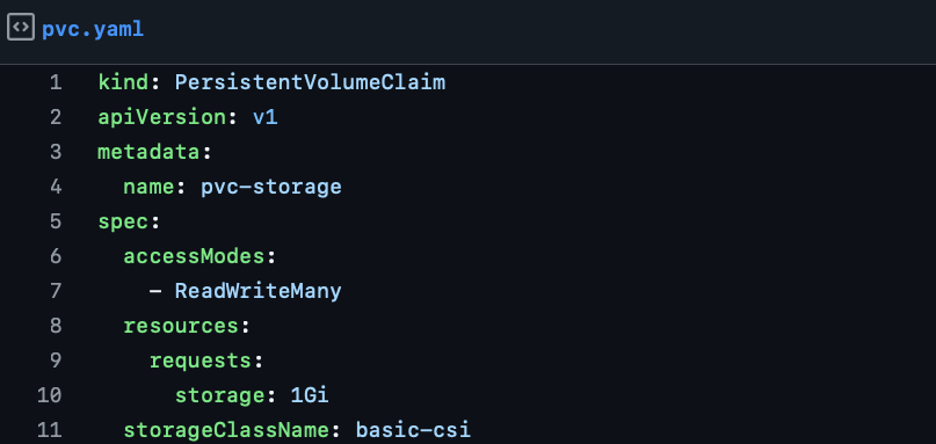 pvc.yaml
1 kind: PersistentVolumeClaim
2 apiVersion: v1
3 metadata:
4   name: pvc-storage
5 spec:
6   accessModes:
7     - ReadWriteMany
8   resources:
9     requests:
10       storage: 1Gi
11   storageClassName: basic-csi